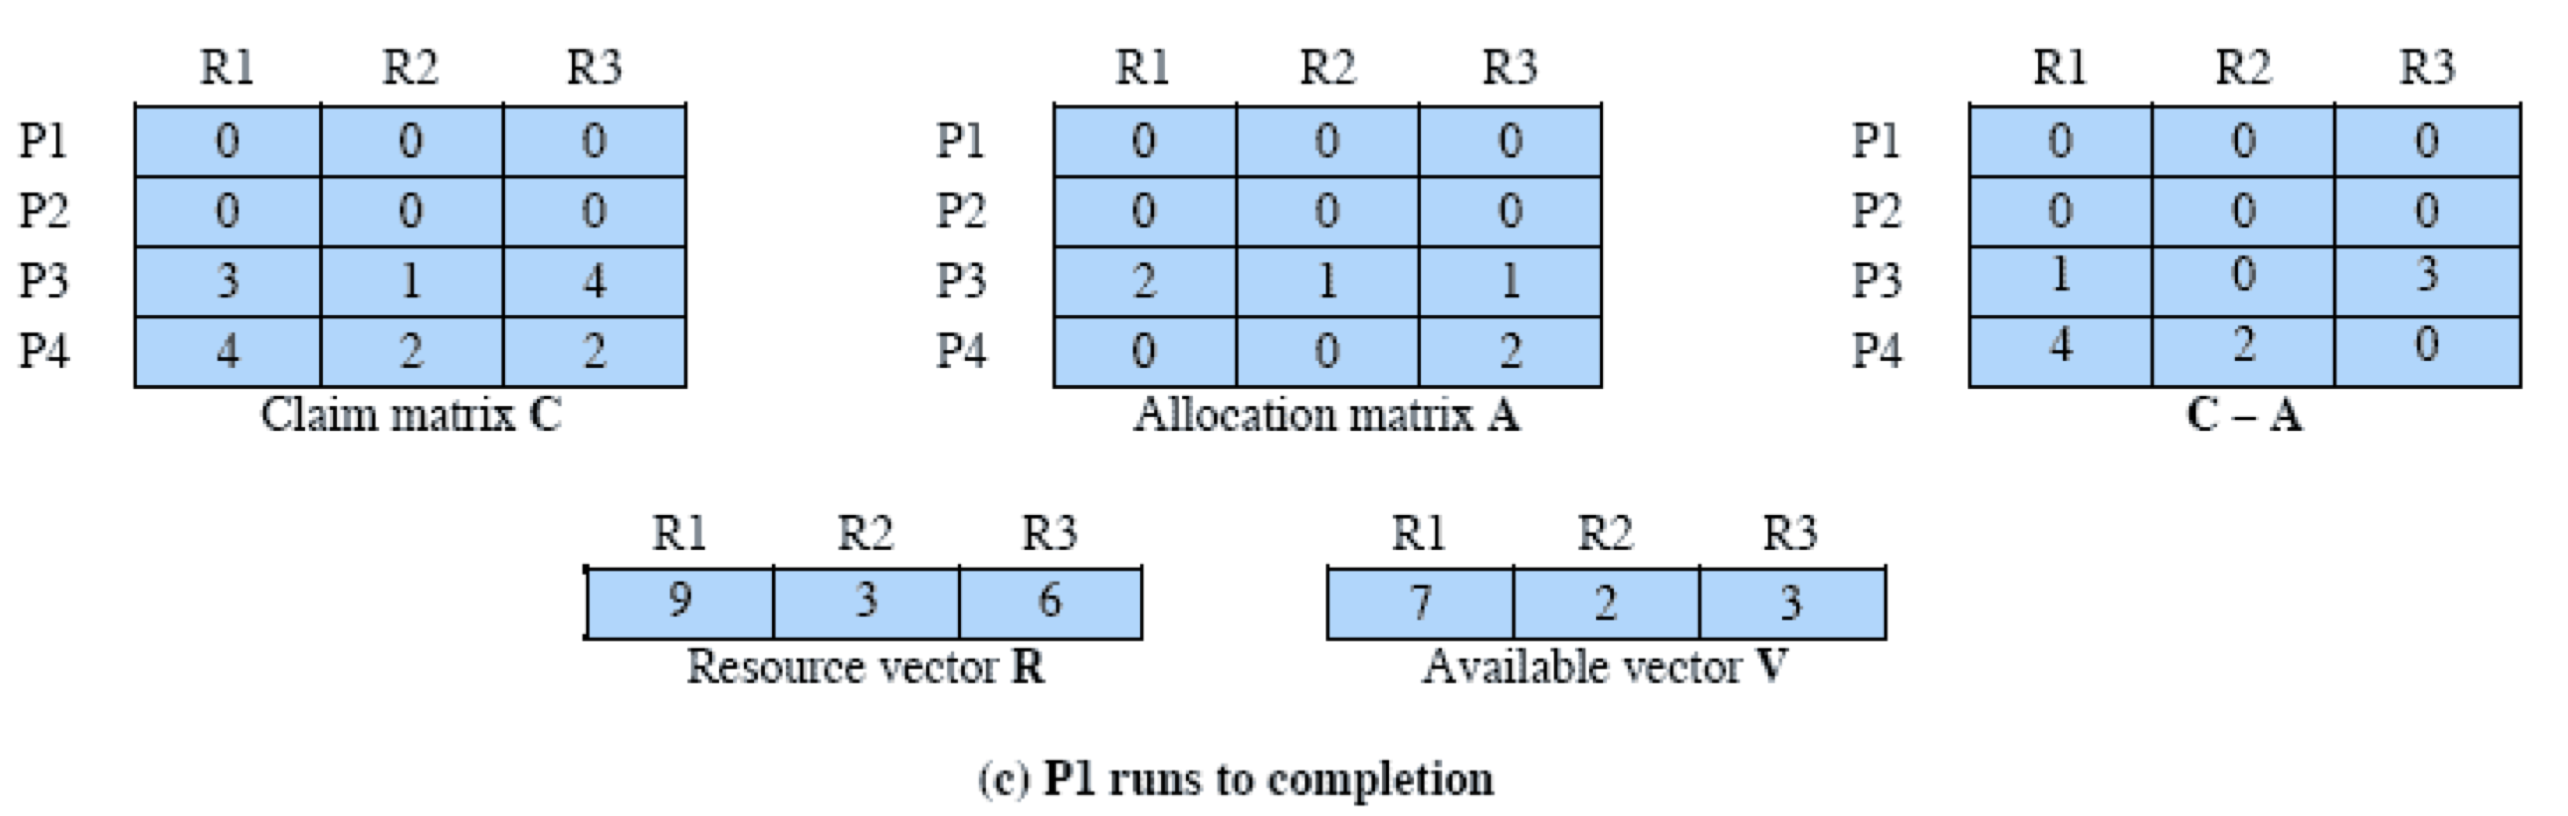 R1 R2 R3 R1 R2 R3 R1 R2 R3
P1 0 0 0 P1 0 0 0 P1 0 0 0
P2 0 0 0 P2 0 0 0 P2 0 0 0
P3 3 1 4 P3 2 1 1 P3 1 0 3
P4 4 2 2 P4 0 0 2 P4 4 2 0
Claim matrix C Allocation matrix A C – A
R1 R2 R3 R1 R2 R3
9 3 6 7 2 3
Resource vector R Available vector V
(c) P1 runs to completion